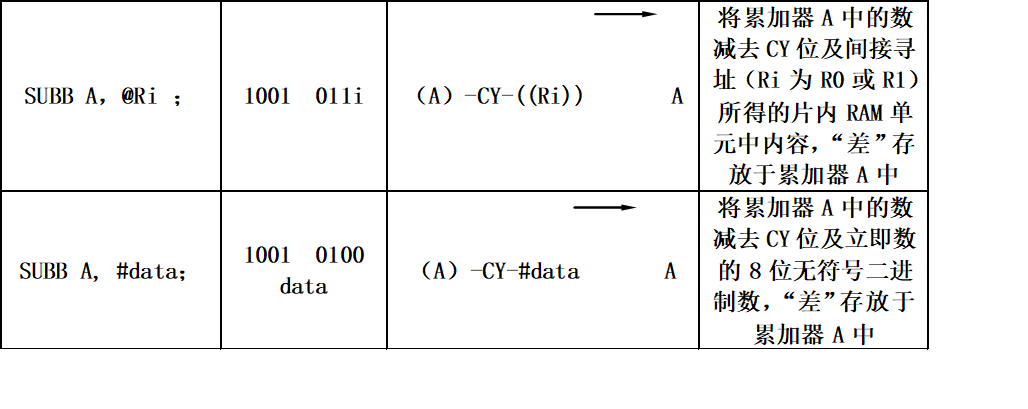 SUBB A，@Ri ；
1001 011i
（A）-CY-((Ri)) → A
将累加器 A 中的数
减去 CY 位及间接寻
址（Ri 为 R0 或 R1）
所得的片内 RAM 单
元中内容，“差”存
放于累加器 A 中
SUBB A, #data；
1001 0100
data
（A）-CY-#data → A
将累加器 A 中的数
减去 CY 位及立即数
的 8 位无符号二进
制数，“差”存放于
累加器 A 中